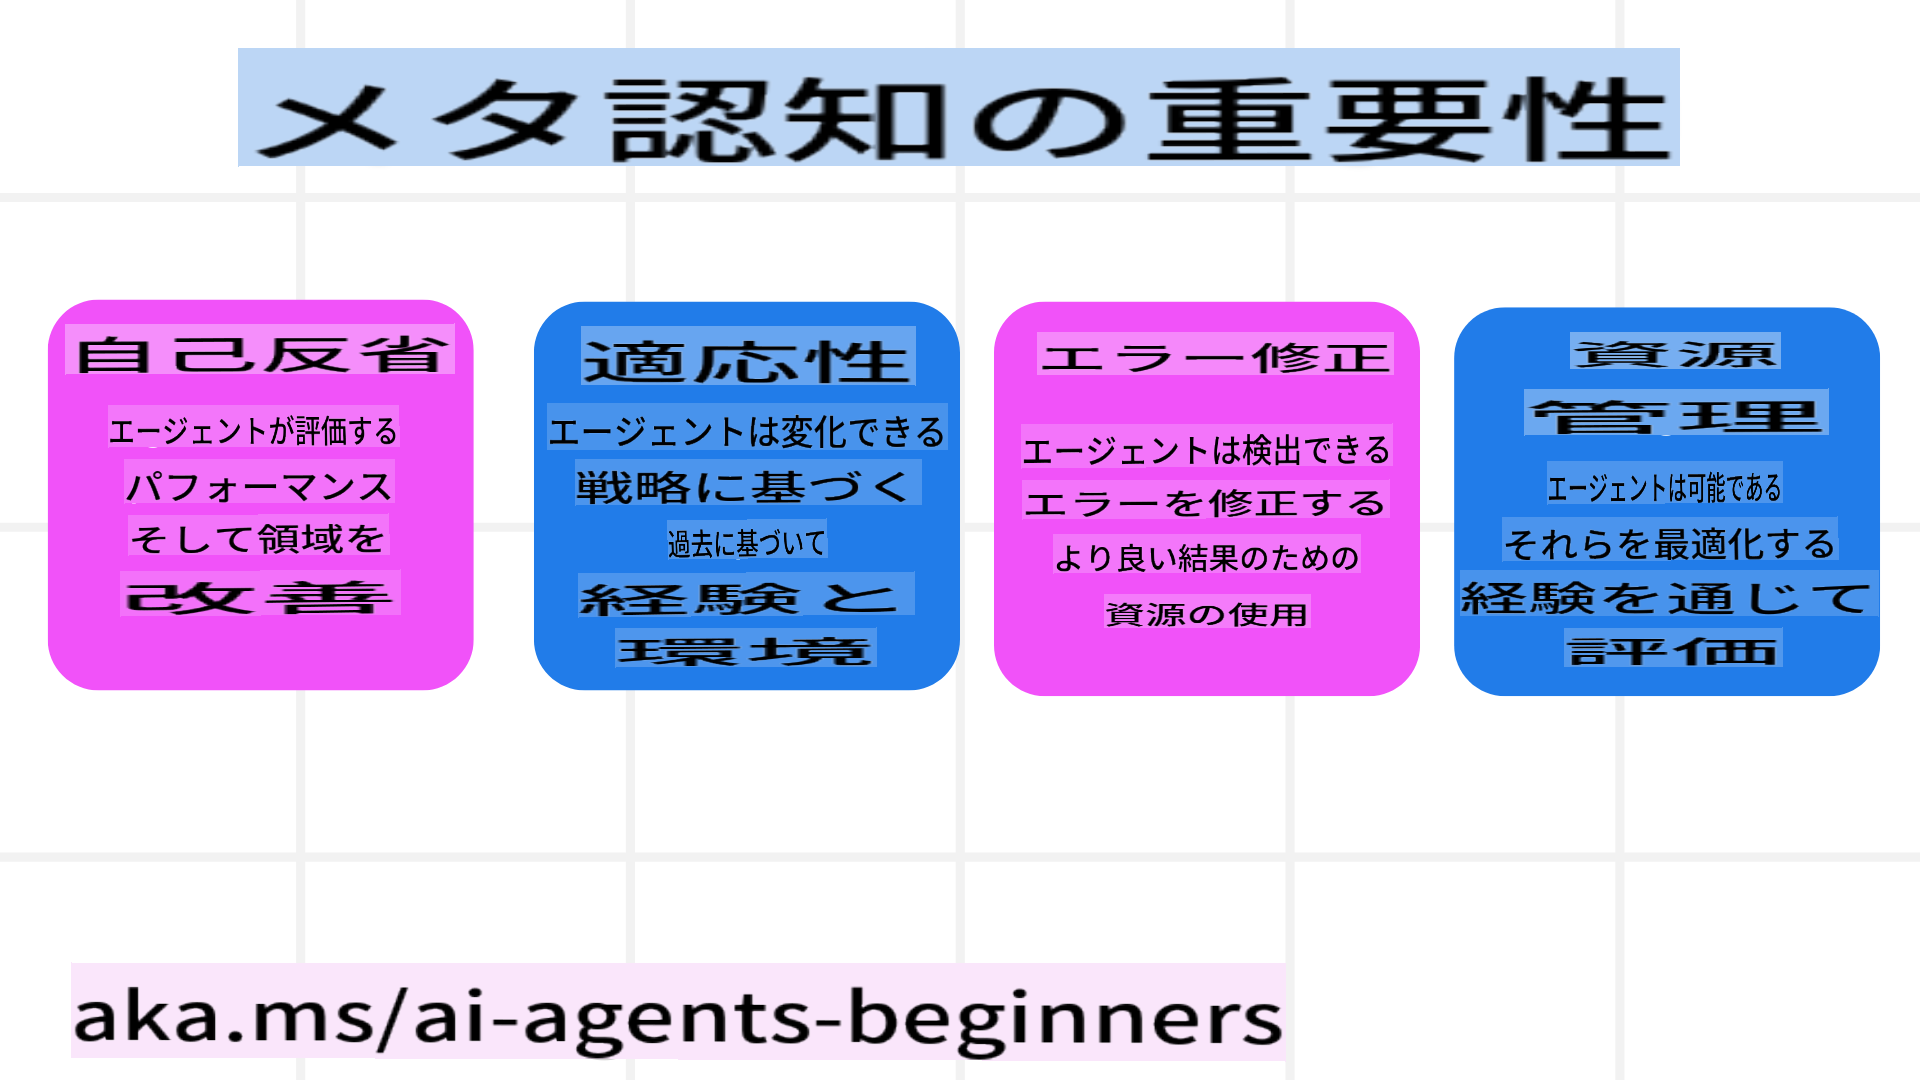 メタ認知の重要性
自己反省
エージェントが評価する
パフォーマンス
そして領域を
改善
適応性
エージェントは変化できる
戦略に基づく
過去に基づいて
経験と
環境
エラー修正
エージェントは検出できる
エラーを修正する
より良い結果のための
資源の使用
資源
管理
エージェントは可能である
それらを最適化する
経験を通じて
評価
aka.ms/ai-agents-beginners